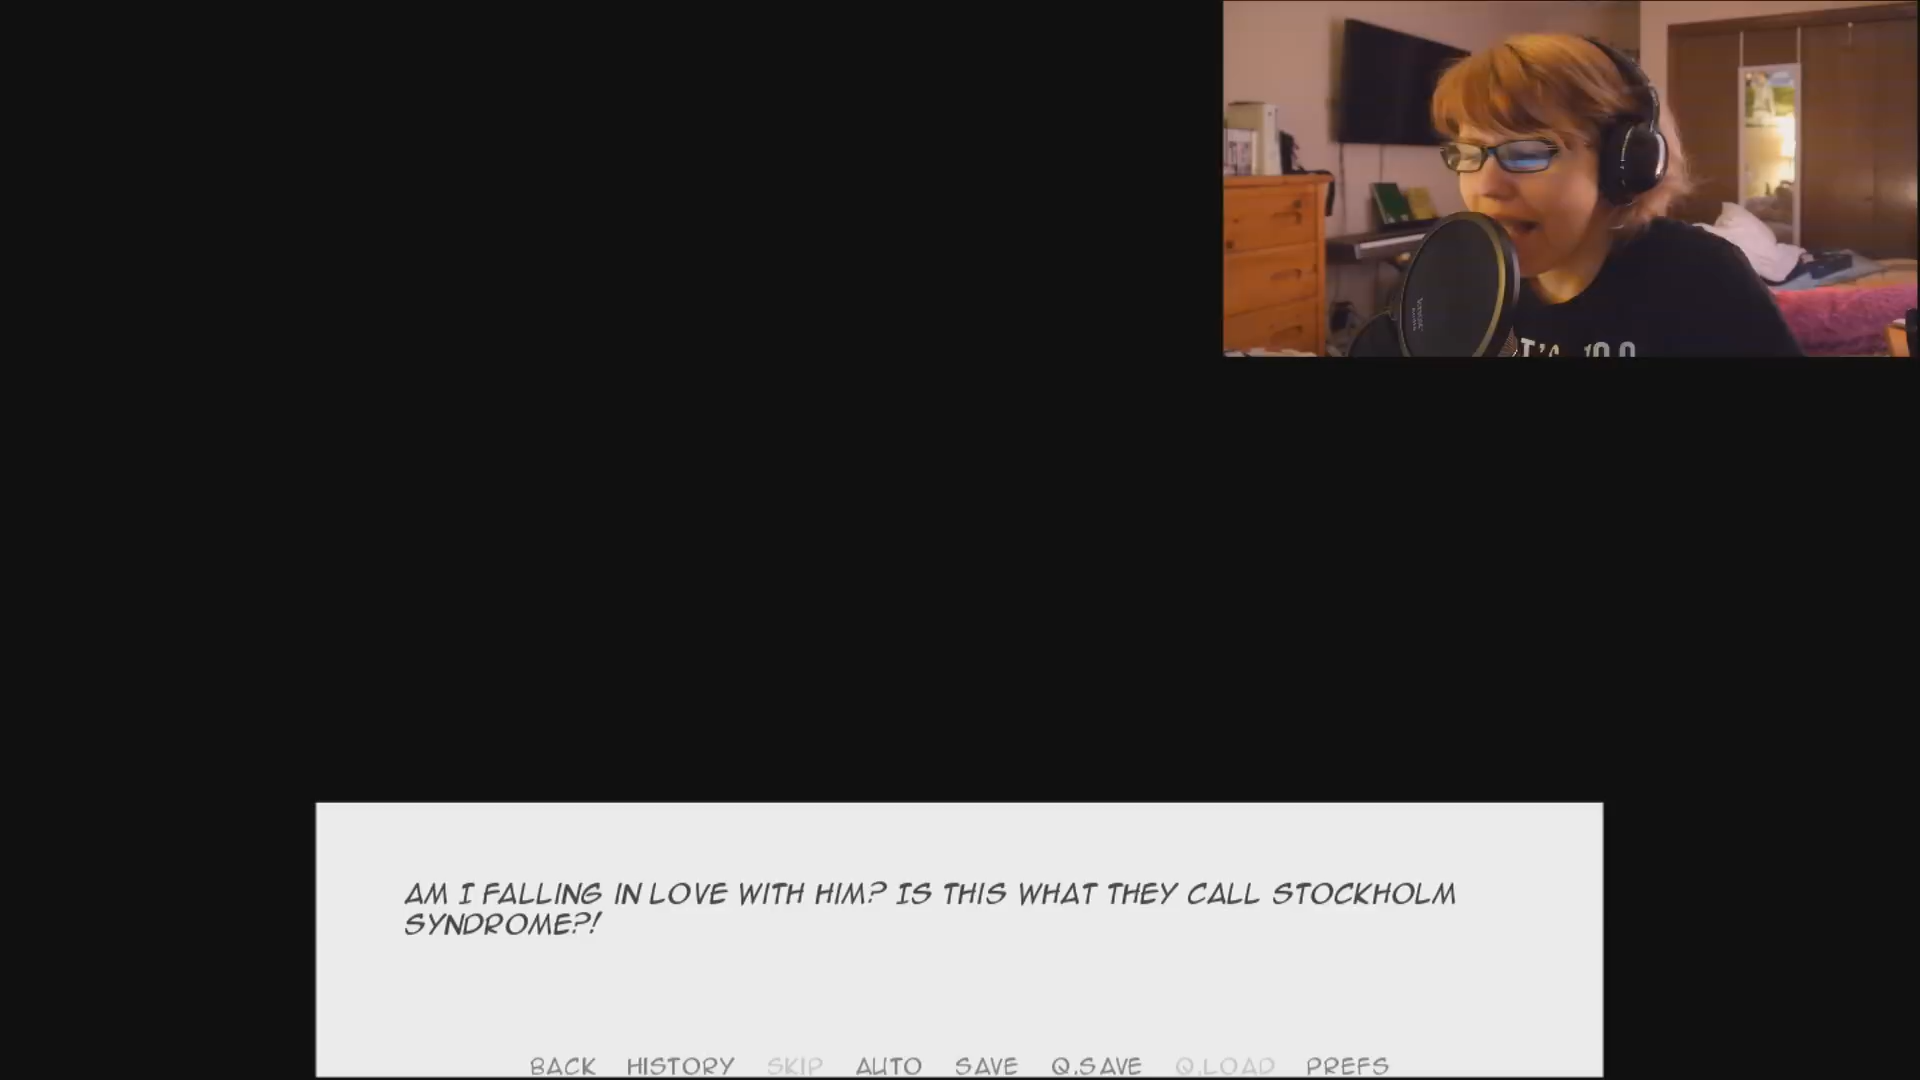 AM I FALLING IN LOVE WITH HIM? IS THIS WHAT THEY CALL STOCKHOLM
SYNDROME?!
BACK HISTORY SKIP AUTO SAVE Q.SAVE Q.LOAD PREFS